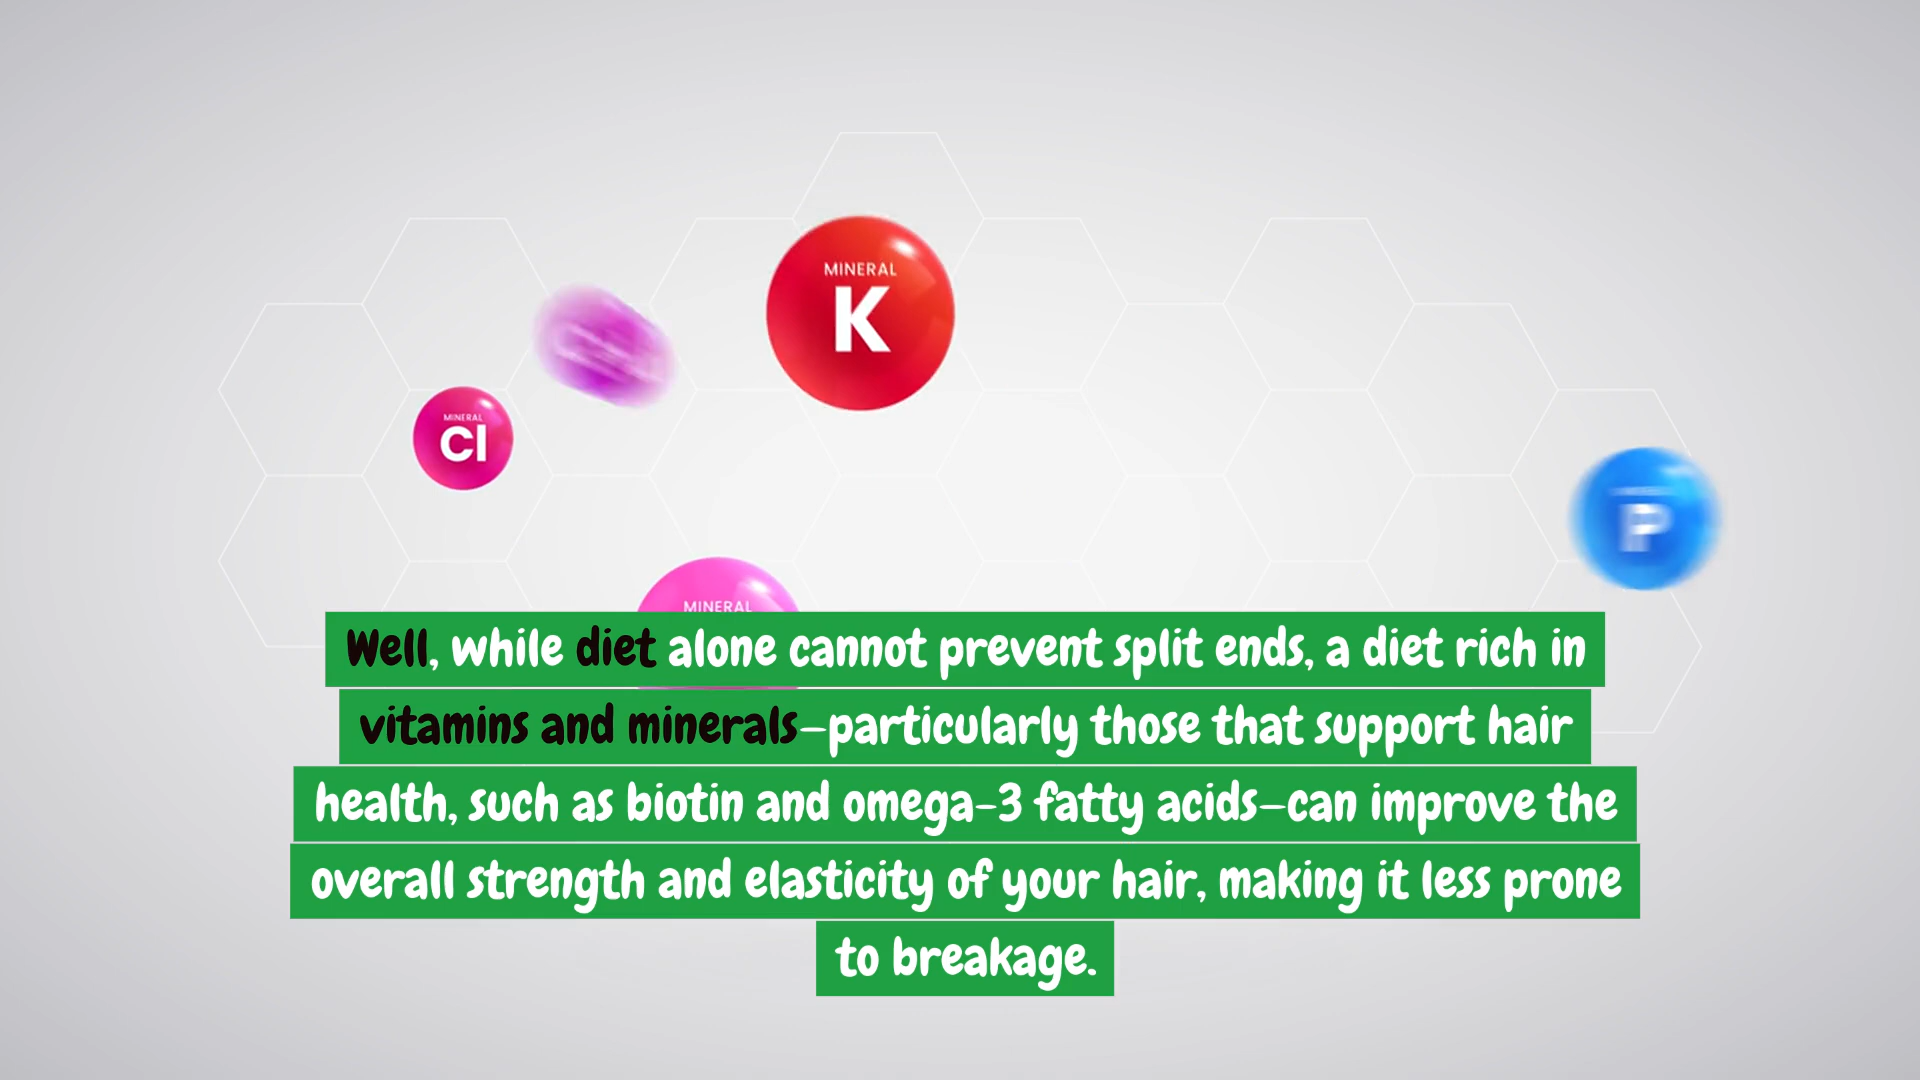 MINERAL
K
MINERAL
Cl
P
MINERAL
Well, while diet alone cannot prevent split ends, a diet rich in
vitamins and minerals–particularly those that support hair
health, such as biotin and omega-3 fatty acids–can improve the
overall strength and elasticity of your hair, making it less prone
to breakage.